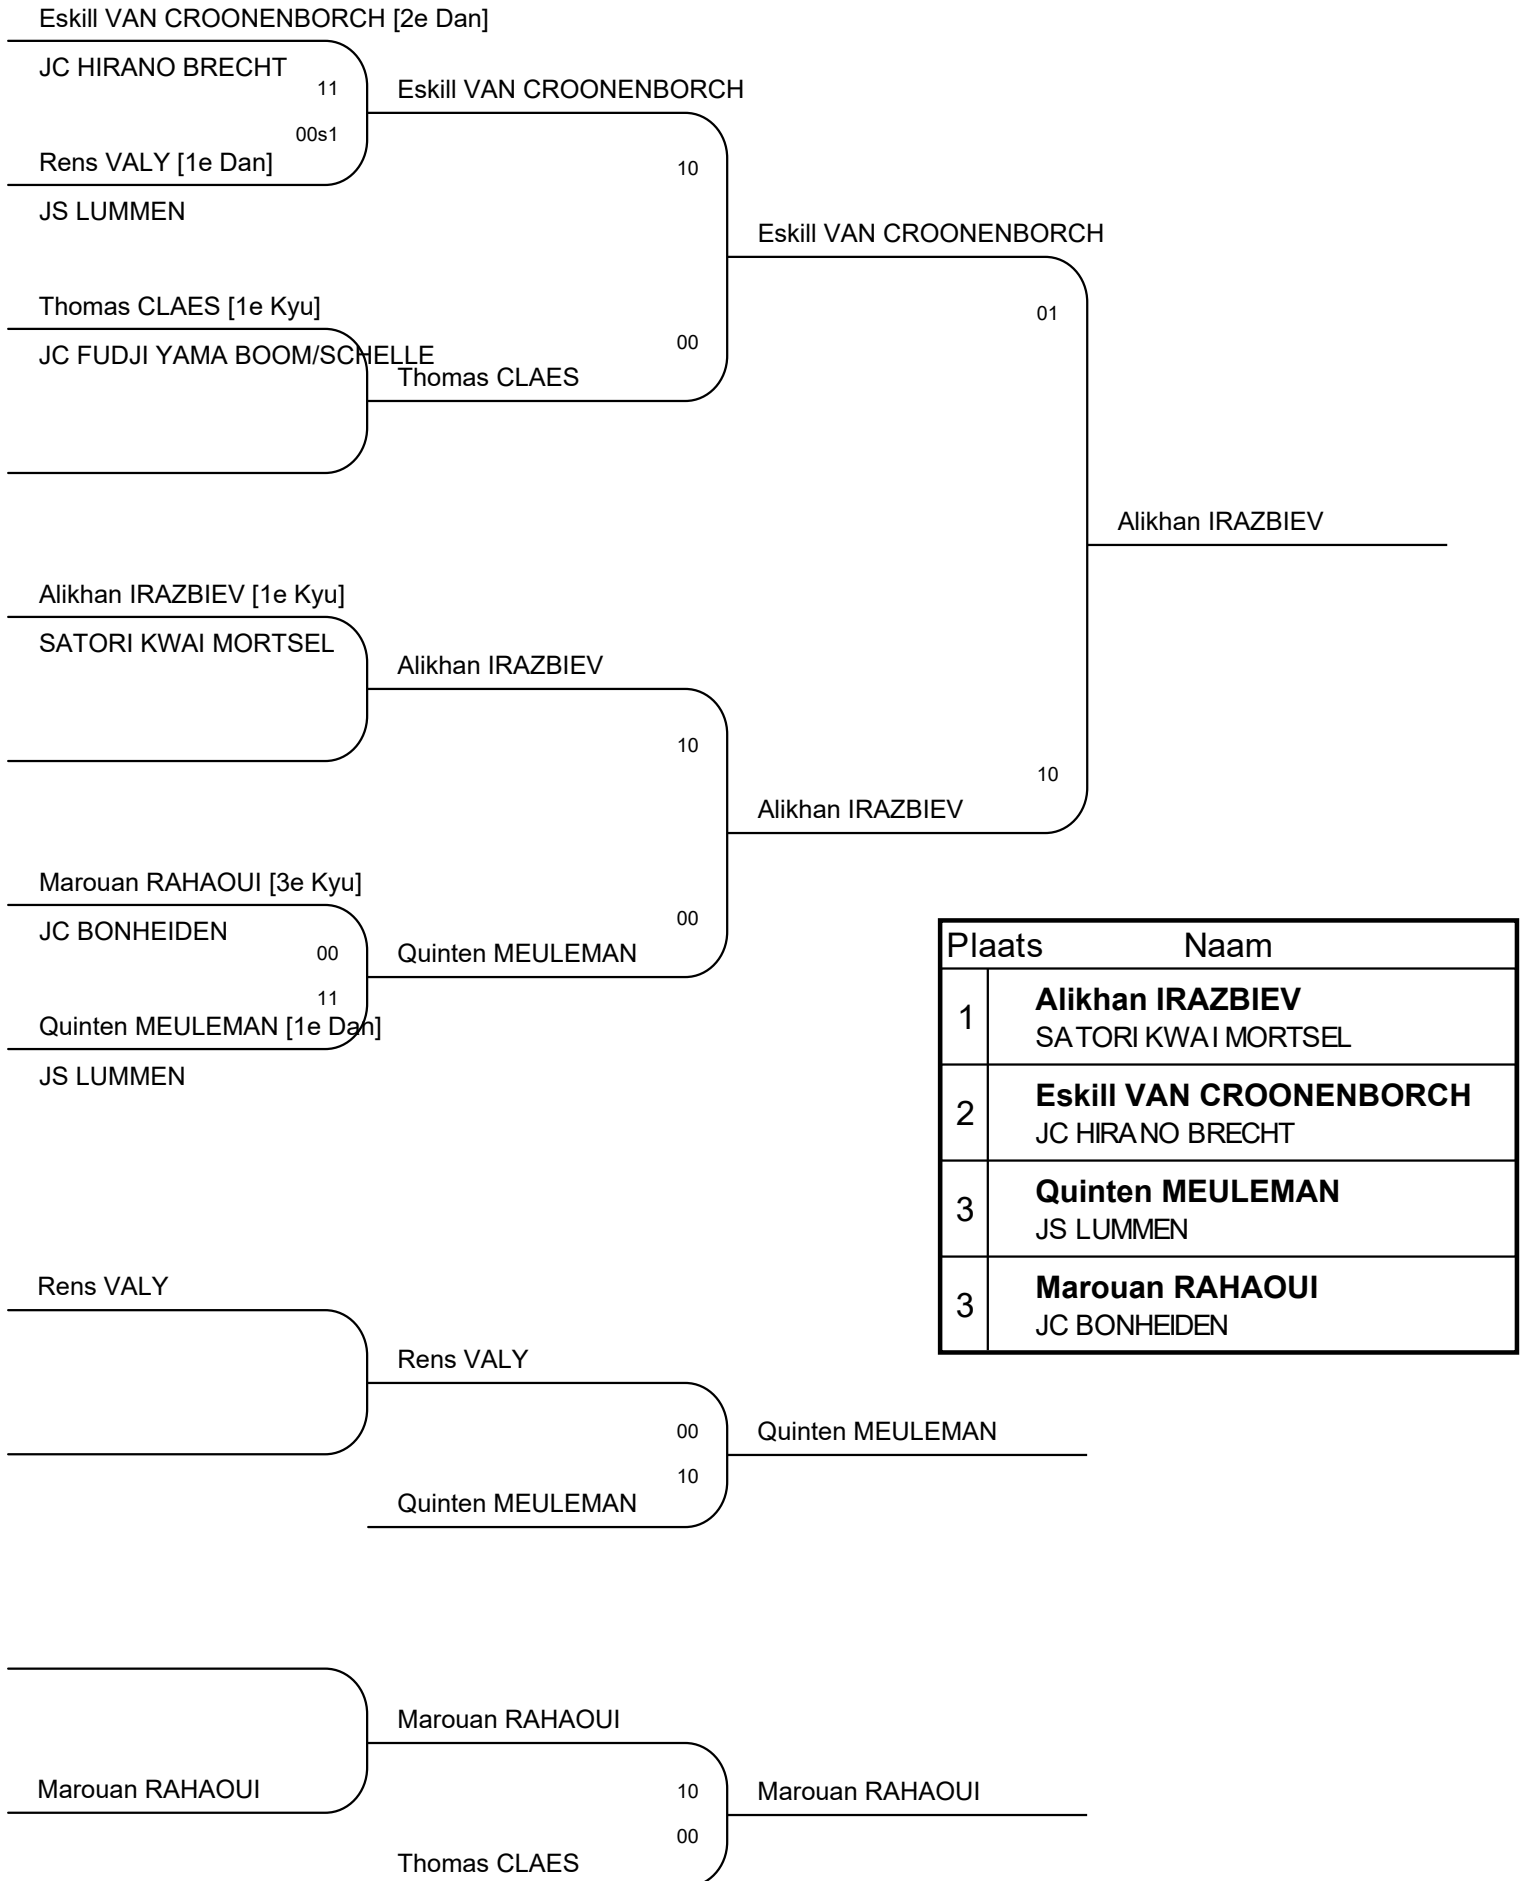 Eskill VAN CROONENBORCH [2e Dan]
JC HIRANO BRECHT
11
Eskill VAN CROONENBORCH
00s1
Rens VALY [1e Dan]
JS LUMMEN
10
Eskill VAN CROONENBORCH
Thomas CLAES [1e Kyu]
JC FUDJI YAMA BOOM/SCHELLE
00
Thomas CLAES
01
Alikhan IRAZBIEV
Alikhan IRAZBIEV [1e Kyu]
SATORI KWAI MORTSEL
Alikhan IRAZBIEV
10
10
Alikhan IRAZBIEV
Marouan RAHAOUI [3e Kyu]
JC BONHEIDEN
00
00
Quinten MEULEMAN
11
Quinten MEULEMAN [1e Dan]
JS LUMMEN
Plaats Naam
1 Alikhan IRAZBIEV
SATORI KWAI MORTSEL
2 Eskill VAN CROONENBORCH
JC HIRANO BRECHT
3 Quinten MEULEMAN
JS LUMMEN
3 Marouan RAHAOUI
JC BONHEIDEN
Rens VALY
Rens VALY
00
Quinten MEULEMAN
10
Quinten MEULEMAN
Marouan RAHAOUI
Marouan RAHAOUI
10
Marouan RAHAOUI
00
Thomas CLAES